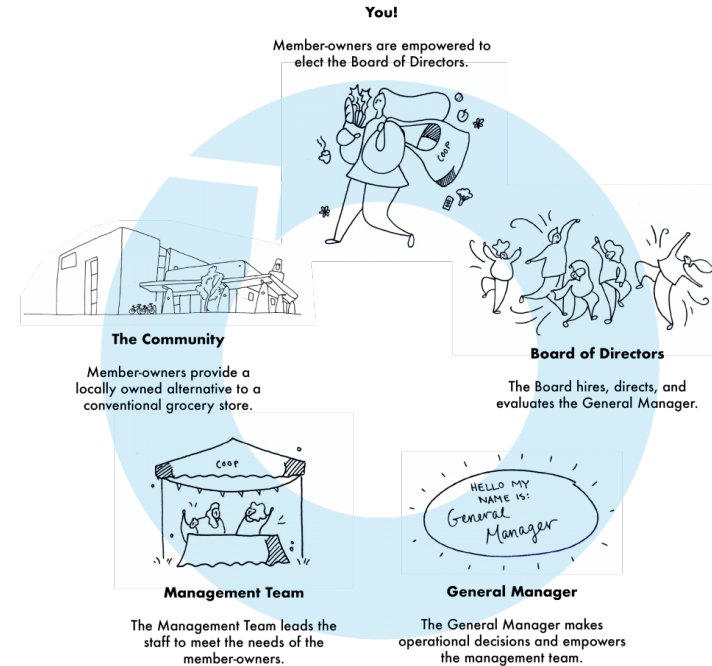 You!
Member-owners are empowered to
elect the Board of Directors.
COOP
Board of Directors
The Board hires, directs, and
evaluates the General Manager.
HELLO MY
NAME IS:
General
Manager
General Manager
The General Manager makes
operational decisions and empowers
the management team.
COOP
Management Team
The Management Team leads the
staff to meet the needs of the
member-owners.
The Community
Member-owners provide a
locally owned alternative to a
conventional grocery store.